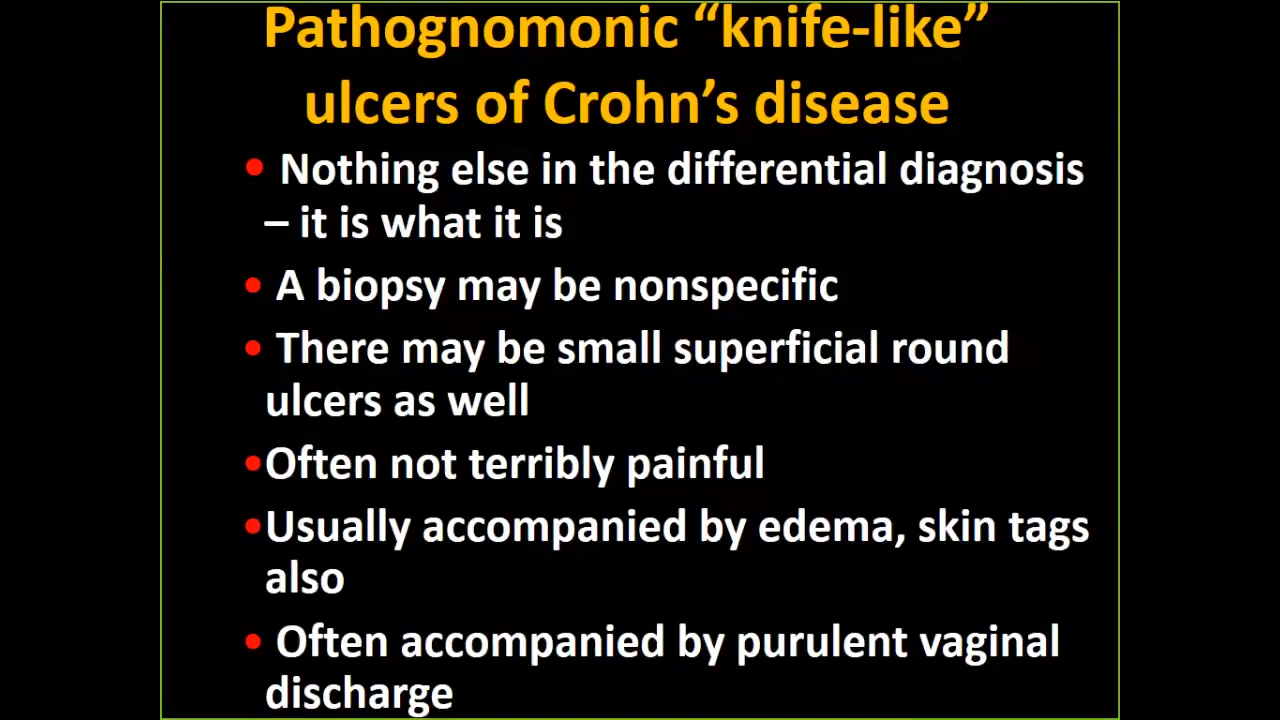 Pathognomonic “knife-like”
ulcers of Crohn’s disease
• Nothing else in the differential diagnosis
– it is what it is
• A biopsy may be nonspecific
• There may be small superficial round
ulcers as well
•Often not terribly painful
•Usually accompanied by edema, skin tags
also
• Often accompanied by purulent vaginal
discharge